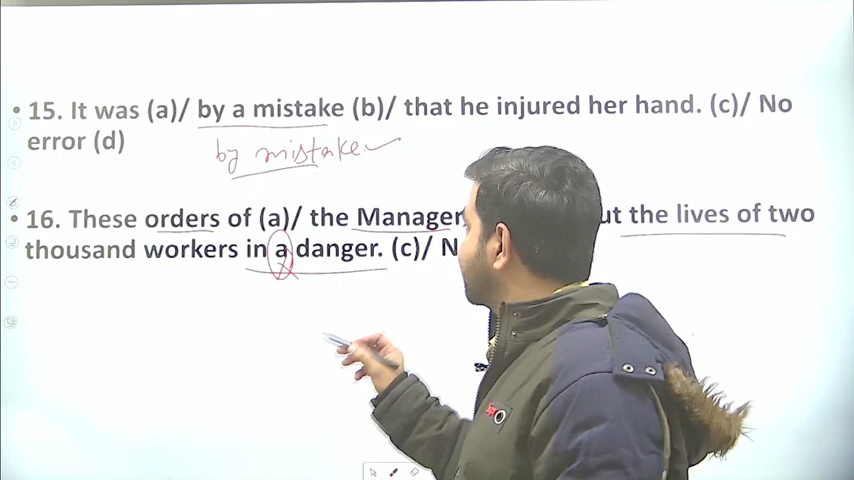 • 15. It was (a)/ by a mistake (b)/ that he injured her hand. (c)/ No
error (d)
by mistake
• 16. These orders of (a)/ the Manager ut the lives of two
thousand workers in a danger. (c)/ N